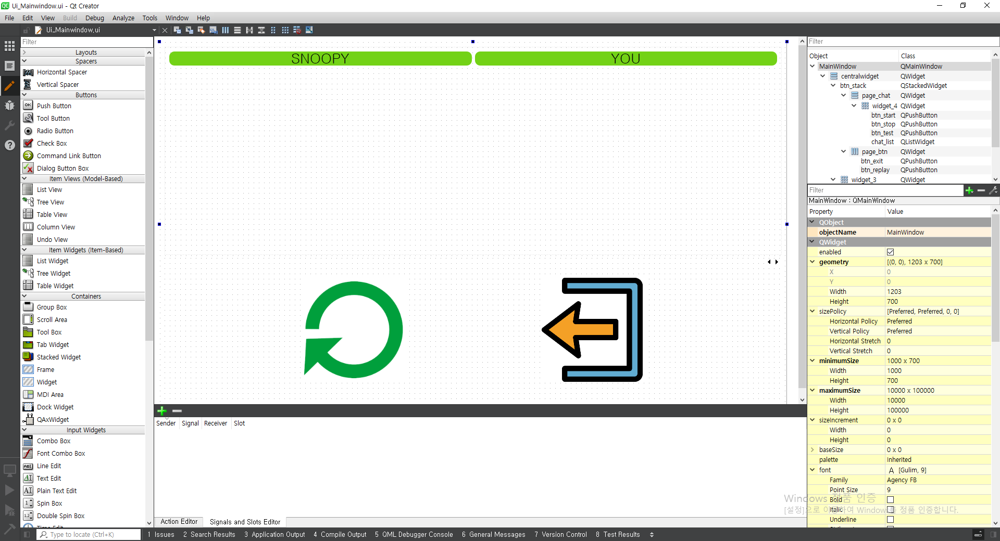 Ui_Mainwindow.ui - Qt Creator
File Edit View Build Debug Analyze Tools Window Help
Ui_Mainwindow.ui
Filter
Layouts
Spacers
Horizontal Spacer
Vertical Spacer
Buttons
OK Push Button
Tool Button
Radio Button
Check Box
Command Link Button
Dialog Button Box
Item Views (Model-Based)
List View
Tree View
Table View
Column View
Undo View
Item Widgets (Item-Based)
List Widget
Tree Widget
Table Widget
Containers
Group Box
Scroll Area
Tool Box
Tab Widget
Stacked Widget
Frame
Widget
MDI Area
Dock Widget
QAxWidget
Input Widgets
Combo Box
Font Combo Box
Line Edit
Text Edit
Plain Text Edit
Spin Box
Double Spin Box
SNOOPY YOU
Sender Signal Receiver Slot
Action Editor Signals and Slots Editor
Filter
Object Class
MainWindow QMainWindow
centralwidget QWidget
btn_stack QStackedWidget
page_chat QWidget
widget_4 QWidget
btn_start QPushButton
btn_stop QPushButton
btn_test QPushButton
chat_list QListWidget
page_btn QWidget
btn_exit QPushButton
btn_replay QPushButton
widget_3 QWidget
Filter
MainWindow : QMainWindow
Property Value
QObject
objectName MainWindow
QWidget
enabled
geometry [(0, 0), 1203 x 700]
X 0
Y 0
Width 1203
Height 700
sizePolicy [Preferred, Preferred, 0, 0]
Horizontal Policy Preferred
Vertical Policy Preferred
Horizontal Stretch 0
Vertical Stretch 0
minimumSize 1000 x 700
Width 1000
Height 700
maximumSize 10000 x 100000
Width 10000
Height 100000
sizeIncrement 0 x 0
Width 0
Height 0
baseSize 0 x 0
palette Inherited
font A [Gulim, 9]
Family Agency FB
Point Size 9
Bold
Italic
Underline
Windows 정품 인증
[설정]으로 이동하여 Windows를 정품 인증합니다.
Type to locate (Ctrl+K) 1 Issues 2 Search Results 3 Application Output 4 Compile Output 5 QML Debugger Console 6 General Messages 7 Version Control 8 Test Results